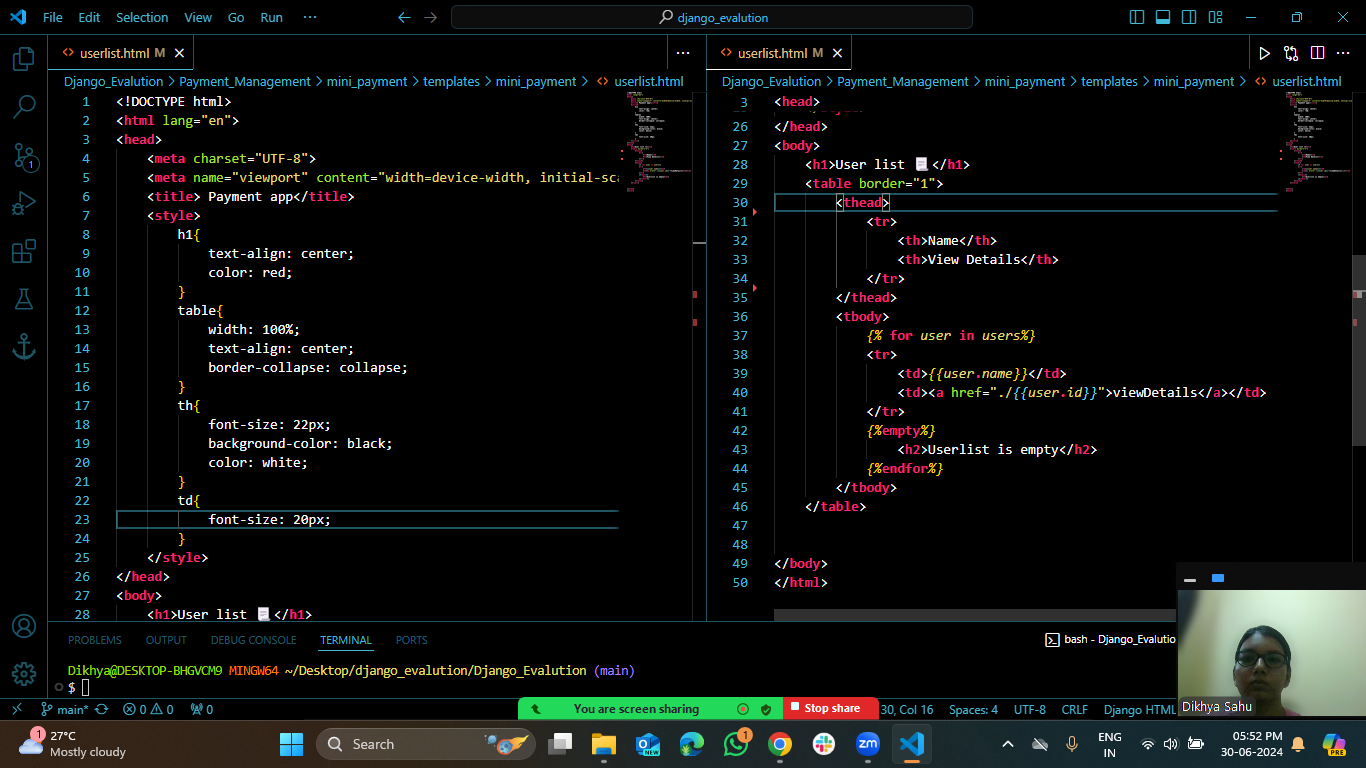 File Edit Selection View Go Run ··· django_evalution
userlist.html M
Django_Evalution > Payment_Management > mini_payment > templates > mini_payment > userlist.html
1 <!DOCTYPE html>
2 <html lang="en">
3 <head>
4 <meta charset="UTF-8">
5 <meta name="viewport" content="width=device-width, initial-sca
6 <title> Payment app</title>
7 <style>
8 h1{
9 text-align: center;
10 color: red;
11 }
12 table{
13 width: 100%;
14 text-align: center;
15 border-collapse: collapse;
16 }
17 th{
18 font-size: 22px;
19 background-color: black;
20 color: white;
21 }
22 td{
23 font-size: 20px;
24 }
25 </style>
26 </head>
27 <body>
28 <h1>User list 📃</h1>
userlist.html M
Django_Evalution > Payment_Management > mini_payment > templates > mini_payment > userlist.html
3 <head>
26 </head>
27 <body>
28 <h1>User list 📃</h1>
29 <table border="1">
30 <thead>
31 <tr>
32 <th>Name</th>
33 <th>View Details</th>
34 </tr>
35 </thead>
36 <tbody>
37 {% for user in users%}
38 <tr>
39 <td>{{user.name}}</td>
40 <td><a href="./{{user.id}}">viewDetails</a></td>
41 </tr>
42 {%empty%}
43 <h2>Userlist is empty</h2>
44 {%endfor%}
45 </tbody>
46 </table>
47
48
49 </body>
50 </html>
PROBLEMS OUTPUT DEBUG CONSOLE TERMINAL PORTS
bash - Django_Evalutio
Dikhya@DESKTOP-BHGVCM9 MINGW64 ~/Desktop/django_evalution/Django_Evalution (main)
$
Dikhya Sahu
main* 0 0 0
You are screen sharing Stop share
30, Col 16 Spaces: 4 UTF-8 CRLF Django HTML
1
27°C
Mostly cloudy
Search
1
zm
ENG
IN
05:52 PM
30-06-2024
PRE